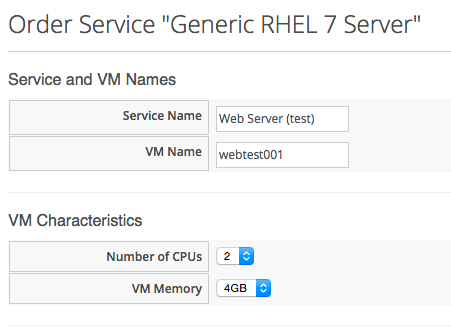 Order Service "Generic RHEL 7 Server"
Service and VM Names
Service Name Web Server (test)
VM Name webtest001
VM Characteristics
Number of CPUs 2
VM Memory 4GB